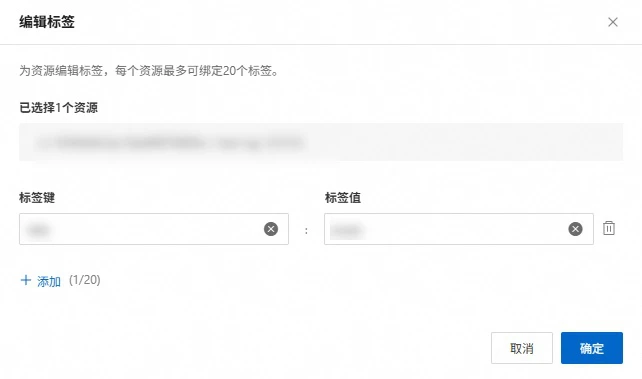 编辑标签
为资源编辑标签，每个资源最多可绑定20个标签。
已选择1个资源
标签键 标签值
:
+ 添加 (1/20)
取消 确定